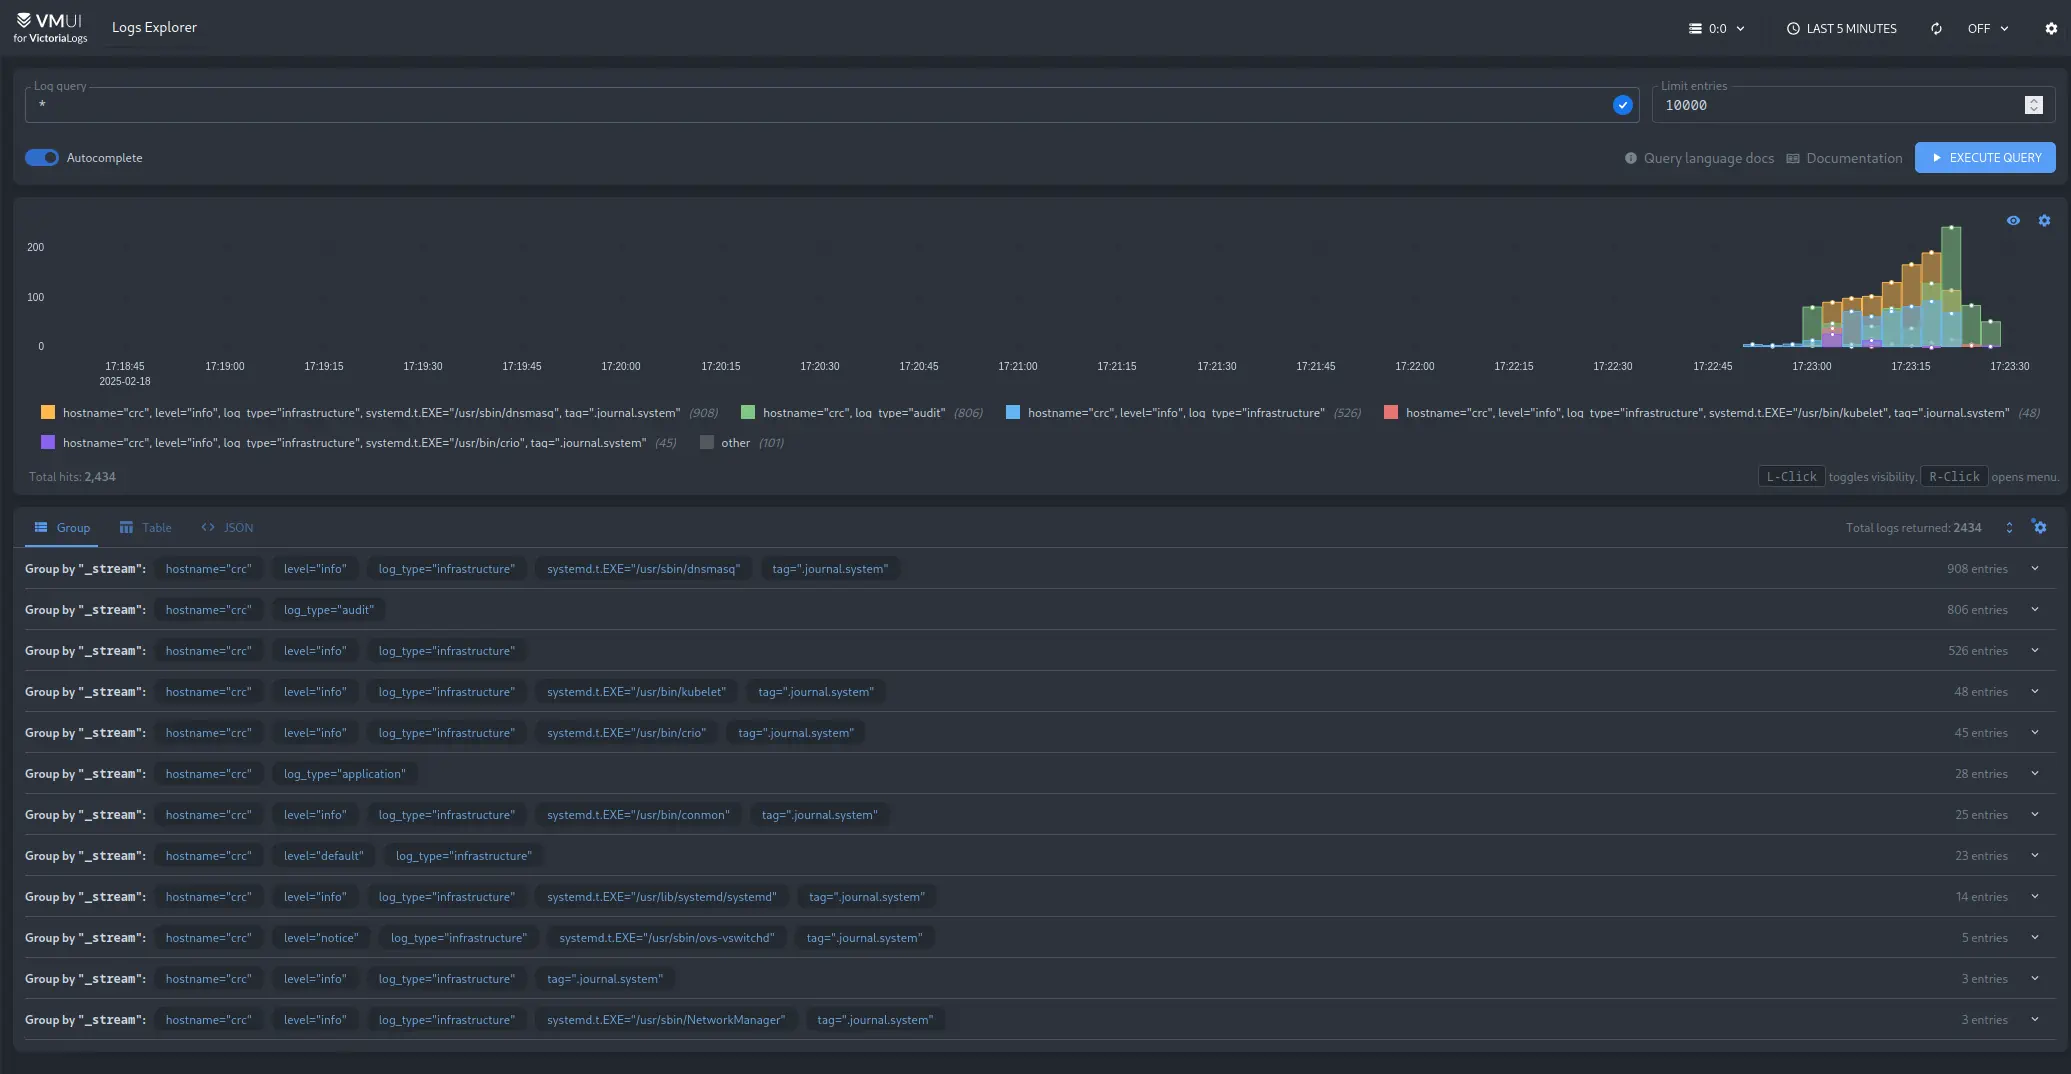 VMUI
for VictoriaLogs
Logs Explorer
0:0
LAST 5 MINUTES
OFF
Log query
*
Limit entries
10000
Autocomplete
Query language docs
Documentation
EXECUTE QUERY
200
100
0
17:18:45 17:19:00 17:19:15 17:19:30 17:19:45 17:20:00 17:20:15 17:20:30 17:20:45 17:21:00 17:21:15 17:21:30 17:21:45 17:22:00 17:22:15 17:22:30 17:22:45 17:23:00 17:23:15 17:23:30
2025-02-18
hostname="crc", level="info", log_type="infrastructure", systemd.t.EXE="/usr/sbin/dnsmasq", tag=".journal.system" (908) hostname="crc", log_type="audit" (806) hostname="crc", level="info", log_type="infrastructure" (526) hostname="crc", level="info", log_type="infrastructure", systemd.t.EXE="/usr/bin/kubelet", tag=".journal.system" (48)
hostname="crc", level="info", log_type="infrastructure", systemd.t.EXE="/usr/bin/crio", tag=".journal.system" (45) other (101)
Total hits: 2,434
L-Click toggles visibility. R-Click opens menu.
Group Table JSON
Total logs returned: 2434
Group by "_stream": hostname="crc" level="info" log_type="infrastructure" systemd.t.EXE="/usr/sbin/dnsmasq" tag=".journal.system" 908 entries
Group by "_stream": hostname="crc" log_type="audit" 806 entries
Group by "_stream": hostname="crc" level="info" log_type="infrastructure" 526 entries
Group by "_stream": hostname="crc" level="info" log_type="infrastructure" systemd.t.EXE="/usr/bin/kubelet" tag=".journal.system" 48 entries
Group by "_stream": hostname="crc" level="info" log_type="infrastructure" systemd.t.EXE="/usr/bin/crio" tag=".journal.system" 45 entries
Group by "_stream": hostname="crc" log_type="application" 28 entries
Group by "_stream": hostname="crc" level="info" log_type="infrastructure" systemd.t.EXE="/usr/bin/conmon" tag=".journal.system" 25 entries
Group by "_stream": hostname="crc" level="default" log_type="infrastructure" 23 entries
Group by "_stream": hostname="crc" level="info" log_type="infrastructure" systemd.t.EXE="/usr/lib/systemd/systemd" tag=".journal.system" 14 entries
Group by "_stream": hostname="crc" level="notice" log_type="infrastructure" systemd.t.EXE="/usr/sbin/ovs-vswitchd" tag=".journal.system" 5 entries
Group by "_stream": hostname="crc" level="info" log_type="infrastructure" tag=".journal.system" 3 entries
Group by "_stream": hostname="crc" level="info" log_type="infrastructure" systemd.t.EXE="/usr/sbin/NetworkManager" tag=".journal.system" 3 entries